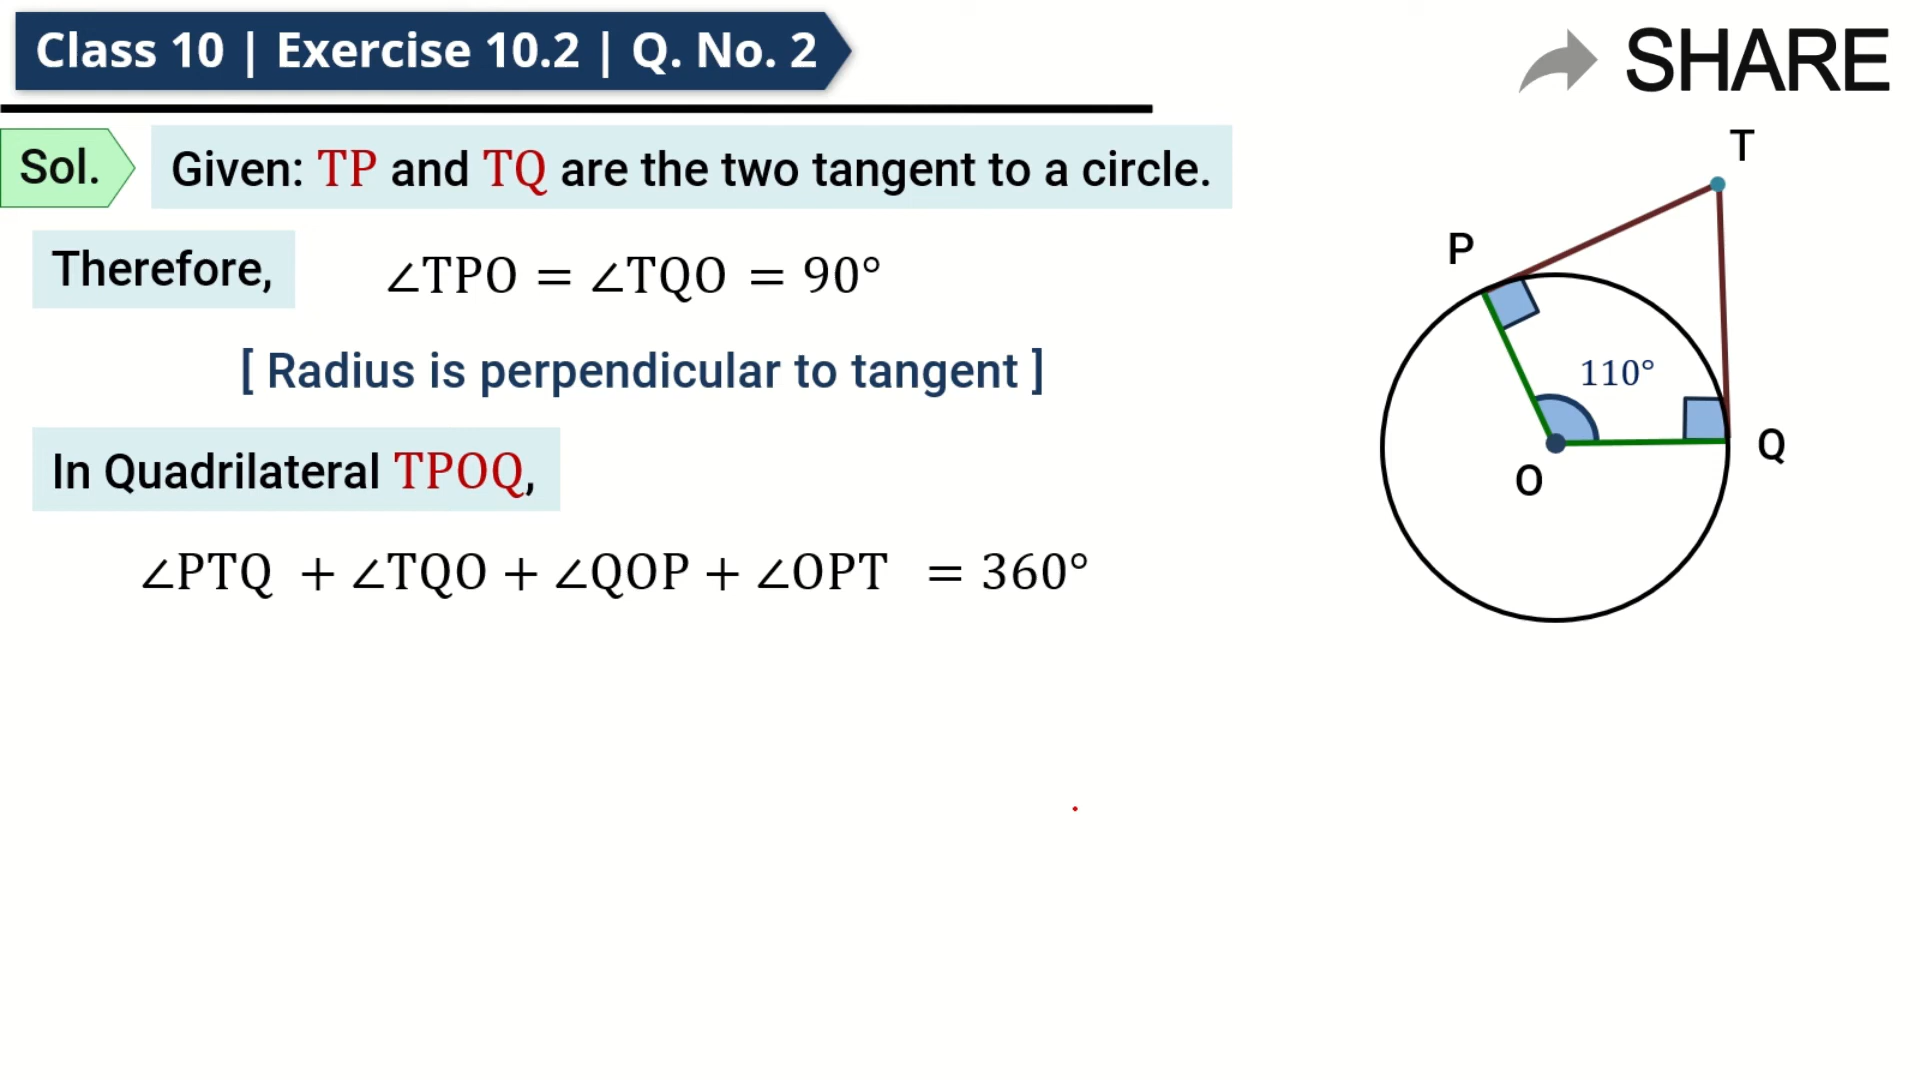 Class 10 | Exercise 10.2 | Q. No. 2
SHARE
Sol.
Given: TP and TQ are the two tangent to a circle.
Therefore,
∠TPO = ∠TQO = 90°
[ Radius is perpendicular to tangent ]
In Quadrilateral TPOQ,
∠PTQ + ∠TQO + ∠QOP + ∠OPT = 360°
T
P
110°
Q
O